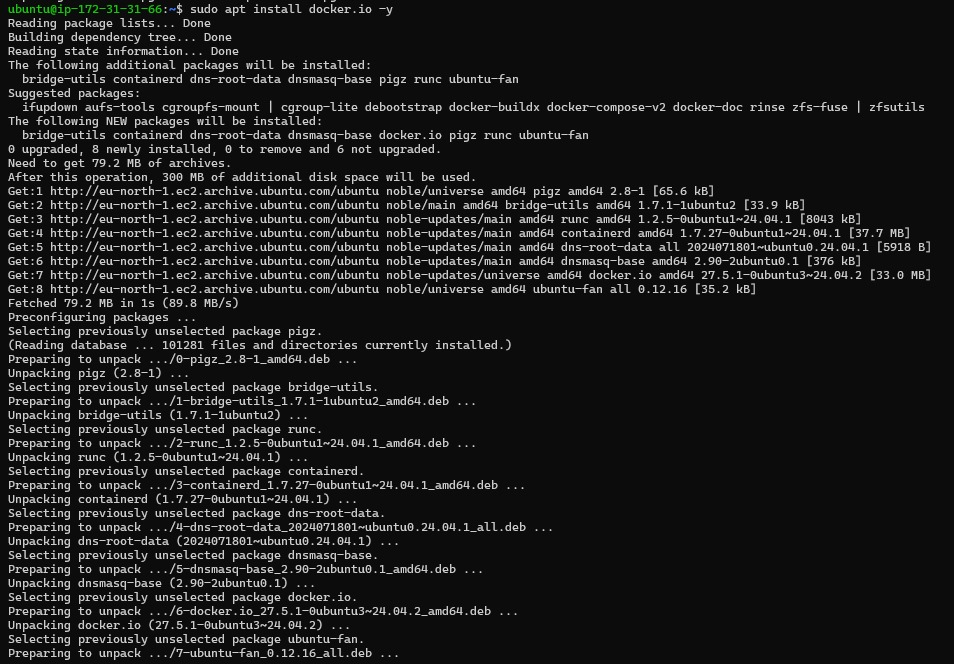 ubuntu@ip-172-31-31-66:~$ sudo apt install docker.io -y
Reading package lists... Done
Building dependency tree... Done
Reading state information... Done
The following additional packages will be installed:
  bridge-utils containerd dns-root-data dnsmasq-base pigz runc ubuntu-fan
Suggested packages:
  ifupdown aufs-tools cgroupfs-mount | cgroup-lite debootstrap docker-buildx docker-compose-v2 docker-doc rinse zfs-fuse | zfsutils
The following NEW packages will be installed:
  bridge-utils containerd dns-root-data dnsmasq-base docker.io pigz runc ubuntu-fan
0 upgraded, 8 newly installed, 0 to remove and 6 not upgraded.
Need to get 79.2 MB of archives.
After this operation, 300 MB of additional disk space will be used.
Get:1 http://eu-north-1.ec2.archive.ubuntu.com/ubuntu noble/universe amd64 pigz amd64 2.8-1 [65.6 kB]
Get:2 http://eu-north-1.ec2.archive.ubuntu.com/ubuntu noble/main amd64 bridge-utils amd64 1.7.1-1ubuntu2 [33.9 kB]
Get:3 http://eu-north-1.ec2.archive.ubuntu.com/ubuntu noble-updates/main amd64 runc amd64 1.2.5-0ubuntu1~24.04.1 [8043 kB]
Get:4 http://eu-north-1.ec2.archive.ubuntu.com/ubuntu noble-updates/main amd64 containerd amd64 1.7.27-0ubuntu1~24.04.1 [37.7 MB]
Get:5 http://eu-north-1.ec2.archive.ubuntu.com/ubuntu noble-updates/main amd64 dns-root-data all 2024071801~ubuntu0.24.04.1 [5918 B]
Get:6 http://eu-north-1.ec2.archive.ubuntu.com/ubuntu noble-updates/main amd64 dnsmasq-base amd64 2.90-2ubuntu0.1 [376 kB]
Get:7 http://eu-north-1.ec2.archive.ubuntu.com/ubuntu noble-updates/universe amd64 docker.io amd64 27.5.1-0ubuntu3~24.04.2 [33.0 MB]
Get:8 http://eu-north-1.ec2.archive.ubuntu.com/ubuntu noble/universe amd64 ubuntu-fan all 0.12.16 [35.2 kB]
Fetched 79.2 MB in 1s (89.8 MB/s)
Preconfiguring packages ...
Selecting previously unselected package pigz.
(Reading database ... 101281 files and directories currently installed.)
Preparing to unpack .../0-pigz_2.8-1_amd64.deb ...
Unpacking pigz (2.8-1) ...
Selecting previously unselected package bridge-utils.
Preparing to unpack .../1-bridge-utils_1.7.1-1ubuntu2_amd64.deb ...
Unpacking bridge-utils (1.7.1-1ubuntu2) ...
Selecting previously unselected package runc.
Preparing to unpack .../2-runc_1.2.5-0ubuntu1~24.04.1_amd64.deb ...
Unpacking runc (1.2.5-0ubuntu1~24.04.1) ...
Selecting previously unselected package containerd.
Preparing to unpack .../3-containerd_1.7.27-0ubuntu1~24.04.1_amd64.deb ...
Unpacking containerd (1.7.27-0ubuntu1~24.04.1) ...
Selecting previously unselected package dns-root-data.
Preparing to unpack .../4-dns-root-data_2024071801~ubuntu0.24.04.1_all.deb ...
Unpacking dns-root-data (2024071801~ubuntu0.24.04.1) ...
Selecting previously unselected package dnsmasq-base.
Preparing to unpack .../5-dnsmasq-base_2.90-2ubuntu0.1_amd64.deb ...
Unpacking dnsmasq-base (2.90-2ubuntu0.1) ...
Selecting previously unselected package docker.io.
Preparing to unpack .../6-docker.io_27.5.1-0ubuntu3~24.04.2_amd64.deb ...
Unpacking docker.io (27.5.1-0ubuntu3~24.04.2) ...
Selecting previously unselected package ubuntu-fan.
Preparing to unpack .../7-ubuntu-fan_0.12.16_all.deb ...